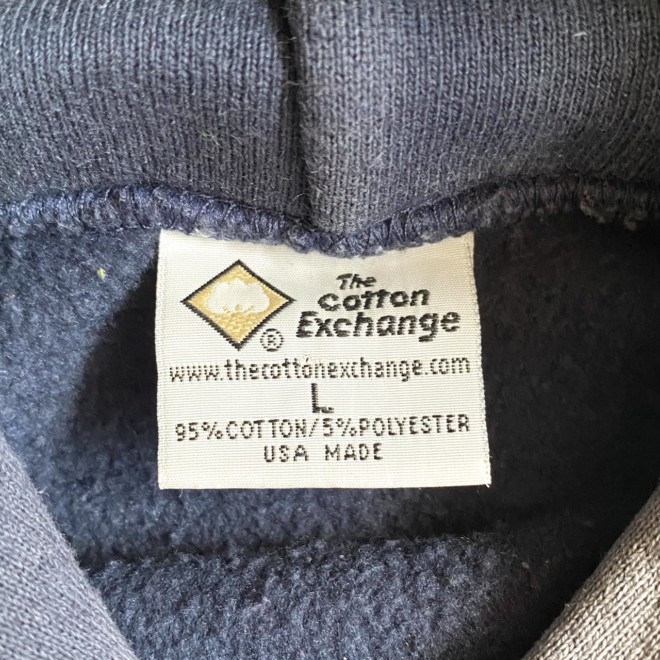 The
Cotton
Exchange
®
www.thecottonexchange.com
L
95%COTTON/5%POLYESTER
USA MADE